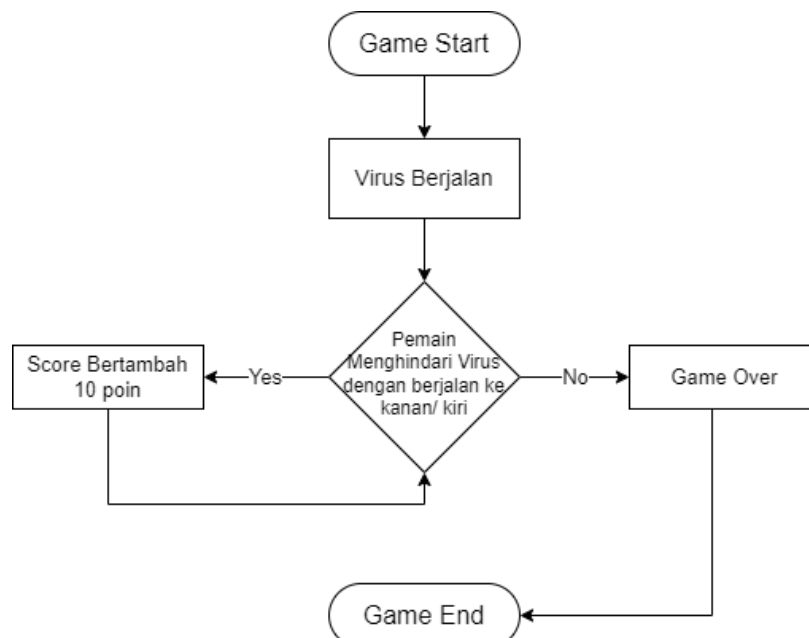 Game Start
Virus Berjalan
Pemain
Menghindari Virus
dengan berjalan ke
kanan/ kiri
Yes
Score Bertambah
10 poin
No
Game Over
Game End